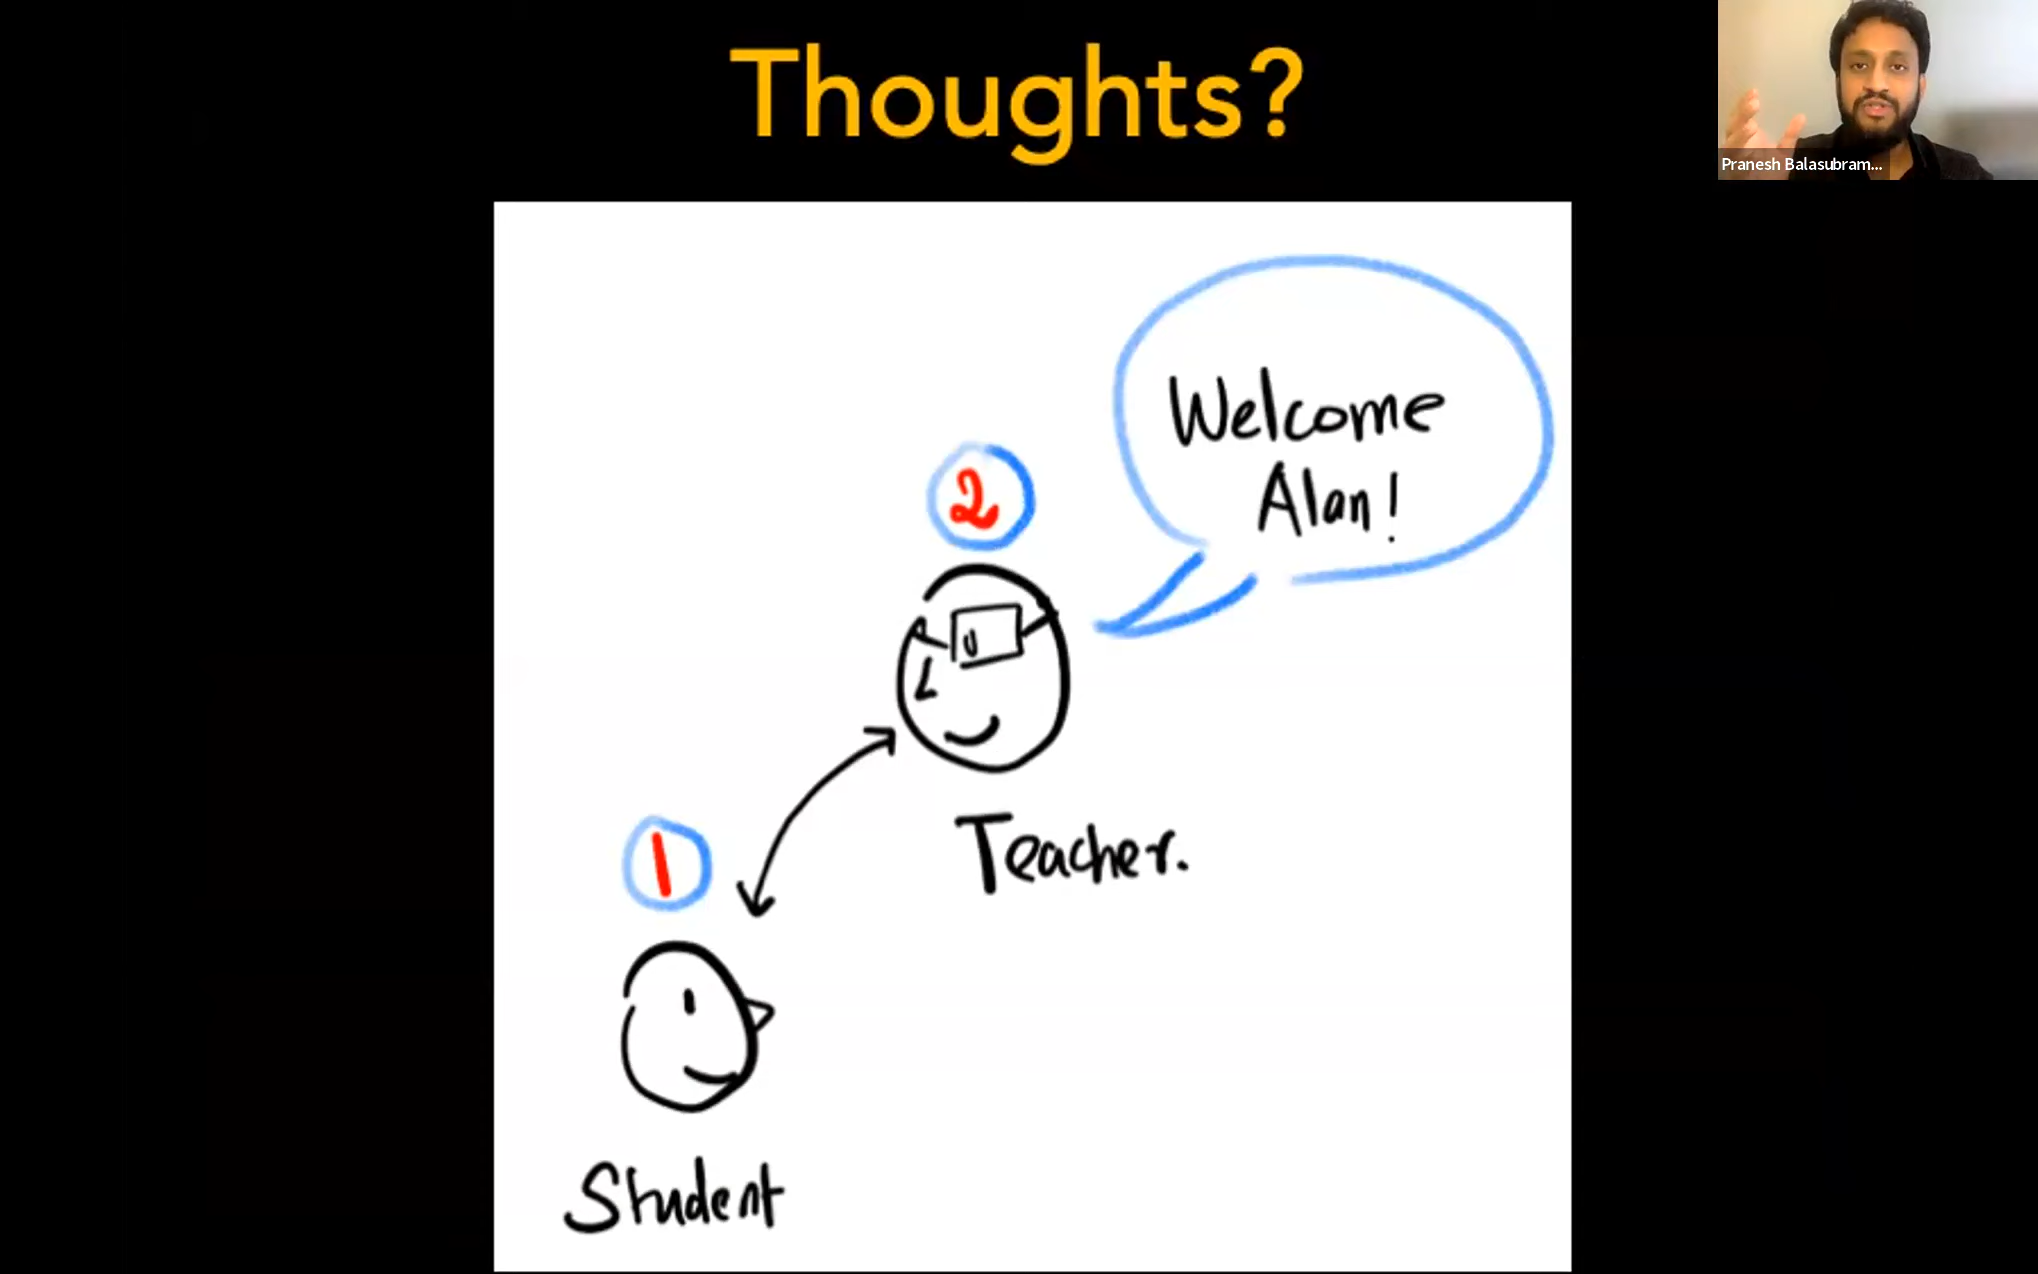 Thoughts?
Pranesh Balasubram...
Welcome
Alan!
2
Teacher.
1
Student